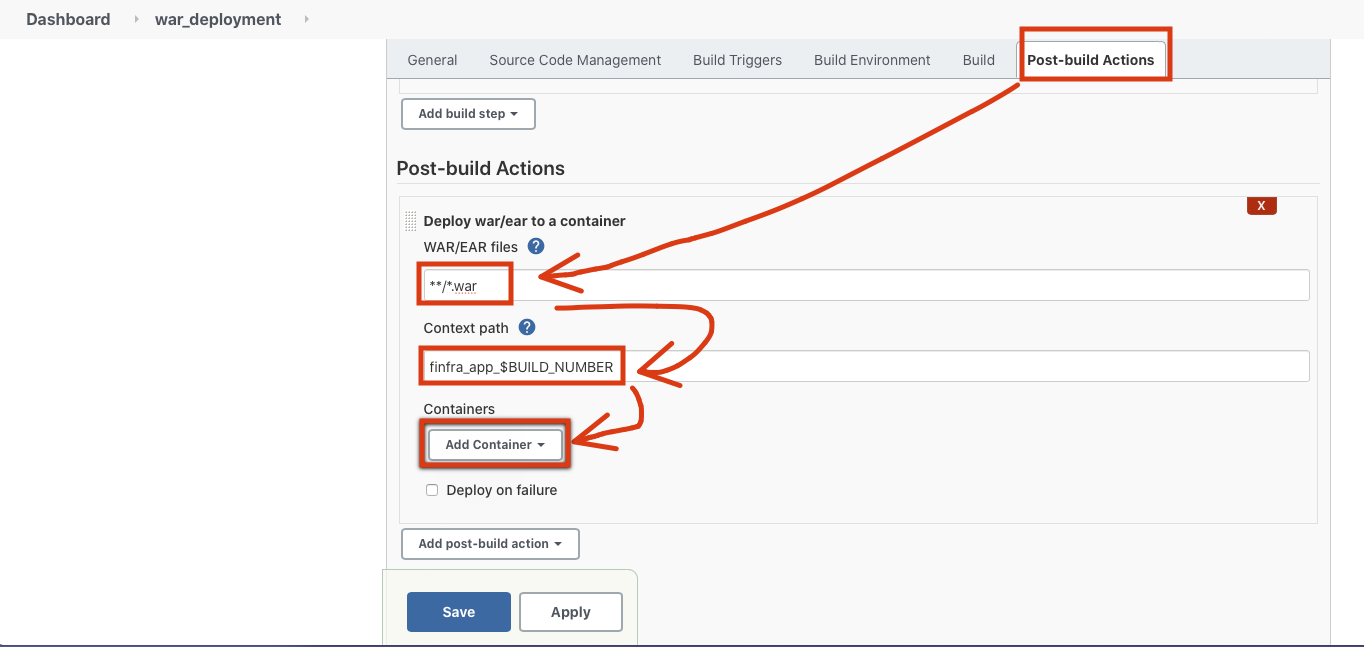 Dashboard war_deployment
General Source Code Management Build Triggers Build Environment Build Post-build Actions
Add build step
Post-build Actions
X
Deploy war/ear to a container
WAR/EAR files ?
**/*.war
Context path ?
finfra_app_$BUILD_NUMBER
Containers
Add Container
Deploy on failure
Add post-build action
Save Apply